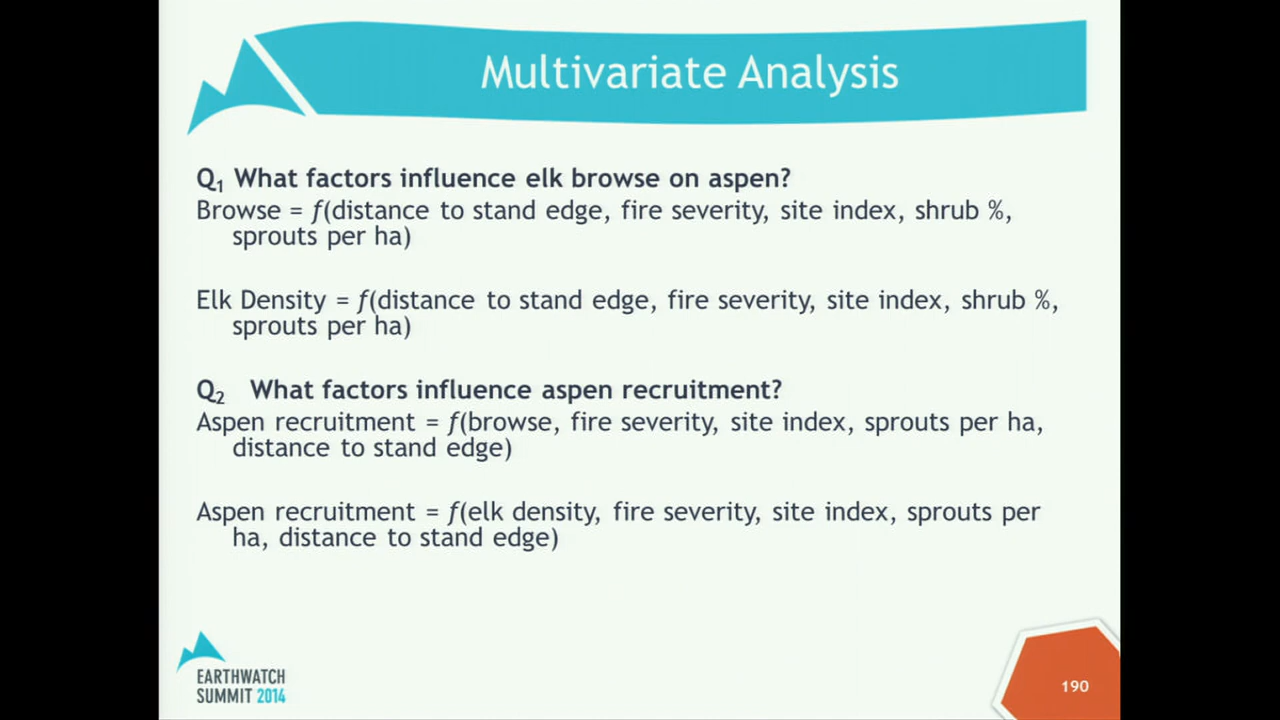 Multivariate Analysis
Q₁ What factors influence elk browse on aspen?
Browse = f(distance to stand edge, fire severity, site index, shrub %,
sprouts per ha)
Elk Density = f(distance to stand edge, fire severity, site index, shrub %,
sprouts per ha)
Q₂ What factors influence aspen recruitment?
Aspen recruitment = f(browse, fire severity, site index, sprouts per ha,
distance to stand edge)
Aspen recruitment = f(elk density, fire severity, site index, sprouts per
ha, distance to stand edge)
EARTHWATCH
SUMMIT 2014
190